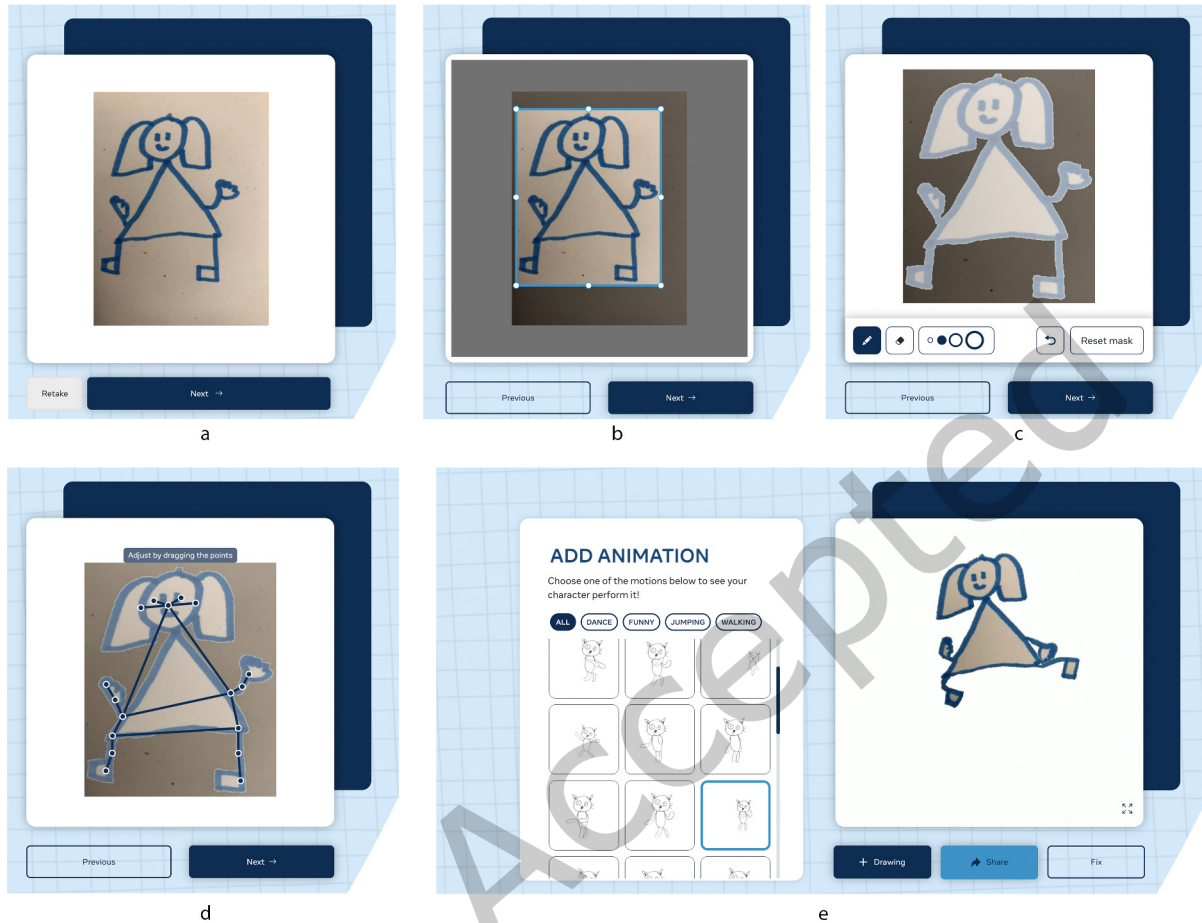 Retake
Next →
a
Previous
Next →
b
Reset mask
Previous
Next →
c
Adjust by dragging the points
Previous
Next →
d
ADD ANIMATION
Choose one of the motions below to see your
character perform it!
ALL DANCE FUNNY JUMPING WALKING
+ Drawing
Share
Fix
e
Accepted